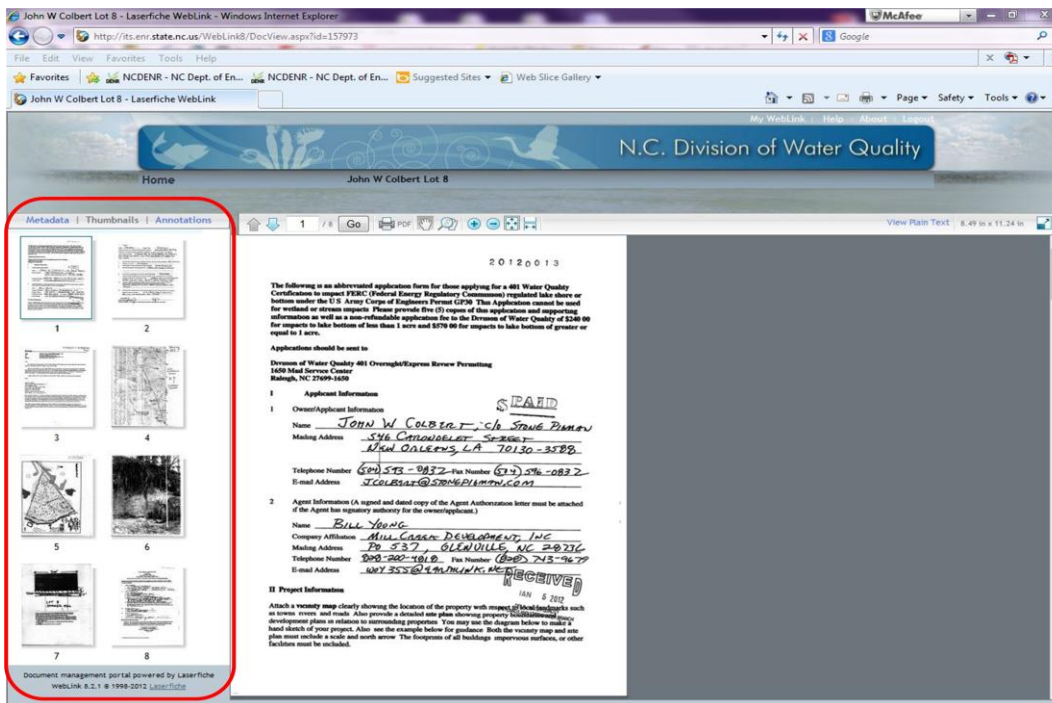 John W Colbert Lot 8 - Laserfiche WebLink - Windows Internet Explorer
McAfee
http://its.enr.state.nc.us/WebLink8/DocView.aspx?id=157973
Google
File Edit View Favorites Tools Help
Favorites NCDENR - NC Dept. of En... NCDENR - NC Dept. of En... Suggested Sites Web Slice Gallery
John W Colbert Lot 8 - Laserfiche WebLink
Page Safety Tools
My WebLink | Help | About | Logout
N.C. Division of Water Quality
Home John W Colbert Lot 8
Metadata | Thumbnails | Annotations
1 / 8 Go PDF View Plain Text 8.49 in x 11.24 in
1 2
3 4
5 6
7 8
Document management portal powered by Laserfiche
WebLink 8.2.1 © 1998-2012 Laserfiche
20120013
The following is an abbreviated application form for those applying for a 401 Water Quality
Certification to impact FERC (Federal Energy Regulatory Commission) regulated lake shore or
bottom under the U S Army Corps of Engineers Permit GP30 This Application cannot be used
for wetland or stream impacts Please provide five (5) copies of this application and supporting
information as well as a non-refundable application fee to the Division of Water Quality of $240 00
for impacts to lake bottom of less than 1 acre and $570 00 for impacts to lake bottom of greater or
equal to 1 acre.
Applications should be sent to
Division of Water Quality 401 Oversight/Express Review Permitting
1650 Mail Service Center
Raleigh, NC 27699-1650
I Applicant Information
PAID
1 Owner/Applicant Information
Name JOHN W COLBERT, c/o STONE PIGMAN
Mailing Address 546 CARONDELET STREET
NEW ORLEANS, LA 70130-3588
Telephone Number (504) 593-0832 Fax Number (504) 596-0832
E-mail Address JCOLBERT@STONEPIGMAN.COM
2 Agent Information (A signed and dated copy of the Agent Authorization letter must be attached
if the Agent has signatory authority for the owner/applicant.)
Name BILL YOUNG
Company Affiliation MILL CREEK DEVELOPMENT, INC
Mailing Address PO 537, GLENVILLE, NC 28736
Telephone Number 828-200-4818 Fax Number (828) 743-9679
E-mail Address
RECEIVED
JAN 5 2012
II Project Information
Attach a vicinity map clearly showing the location of the property with respect to local landmarks such
as towns rivers and roads Also provide a detailed site plan showing property boundaries and
development plans in relation to surrounding properties You may use the diagram below to make a
hand sketch of your project. Also see the example below for guidance Both the vicinity map and site
plan must include a scale and north arrow The footprints of all buildings impervious surfaces, or other
facilities must be included.